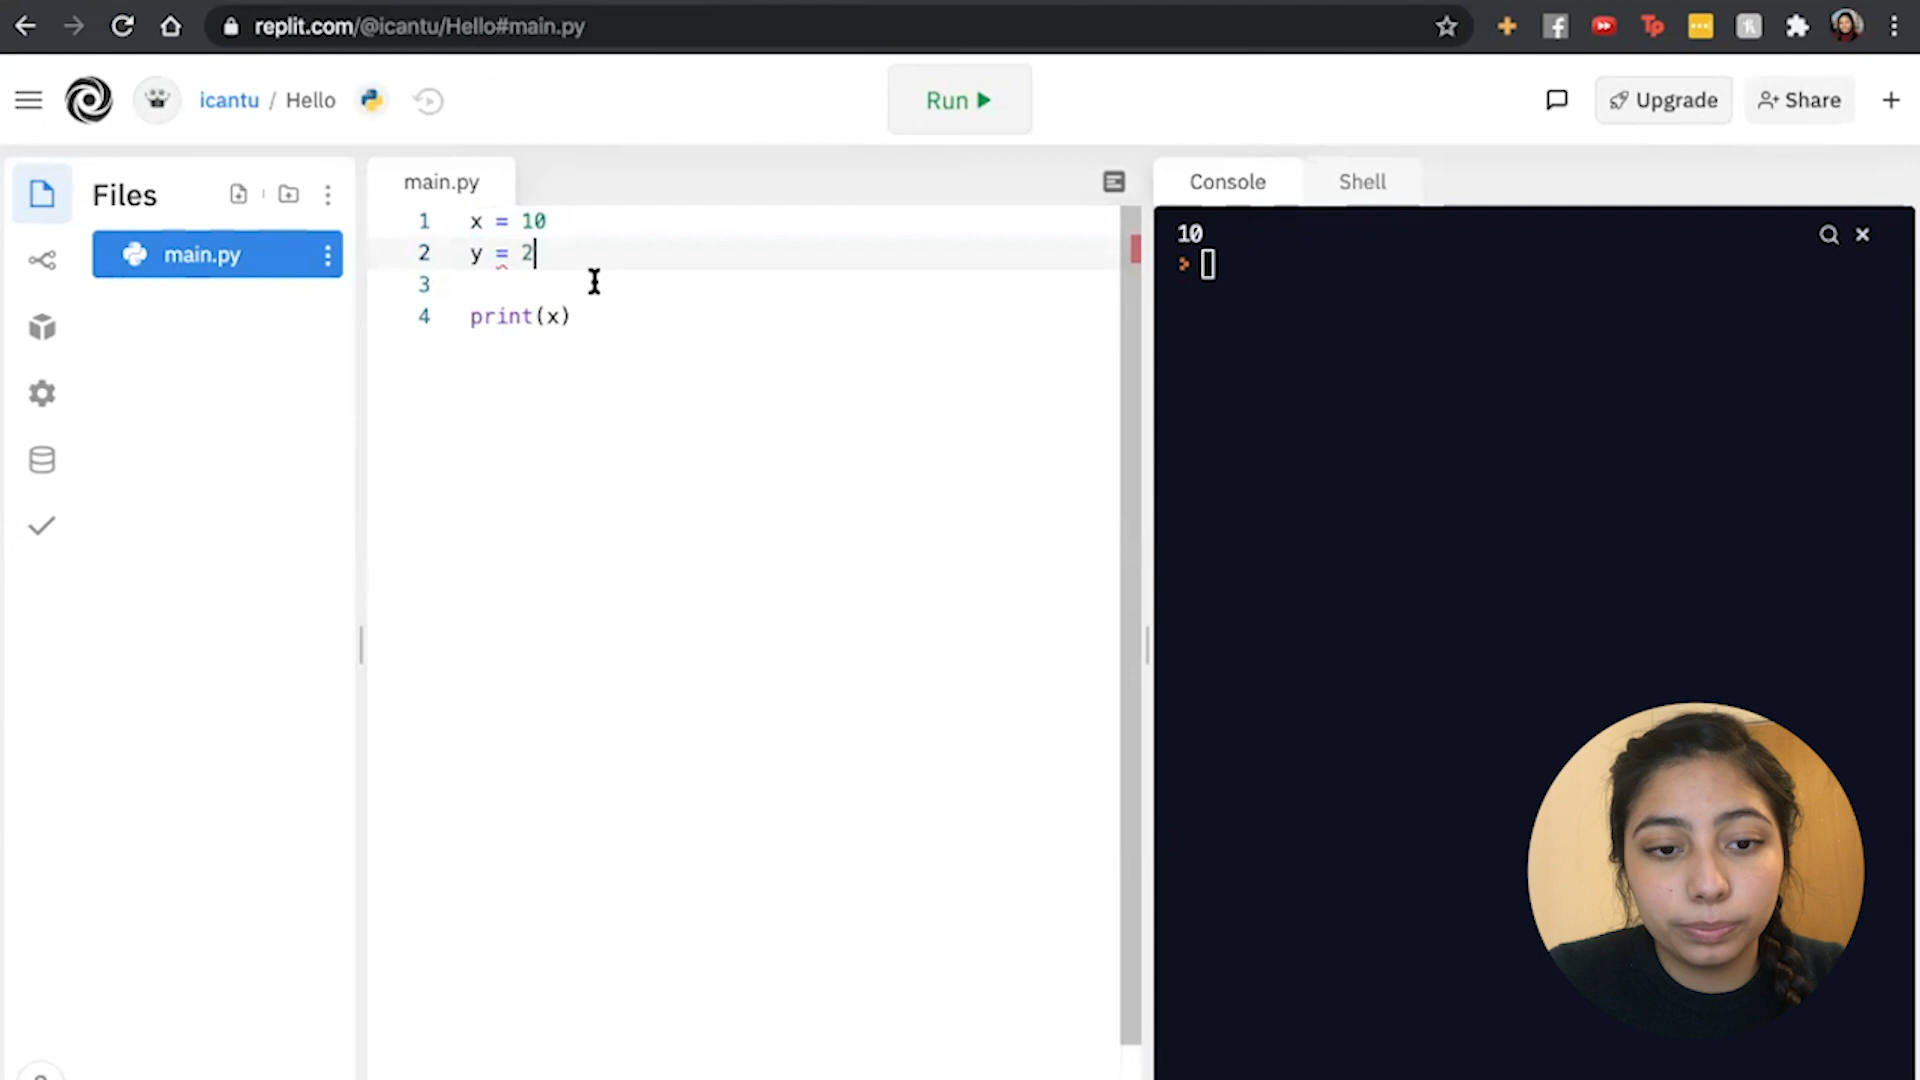 replit.com/@icantu/Hello#main.py
Tp
icantu / Hello
Run
Upgrade
Share
Files
main.py
main.py
1 x = 10
2 y = 2
3
4 print(x)
Console
Shell
10